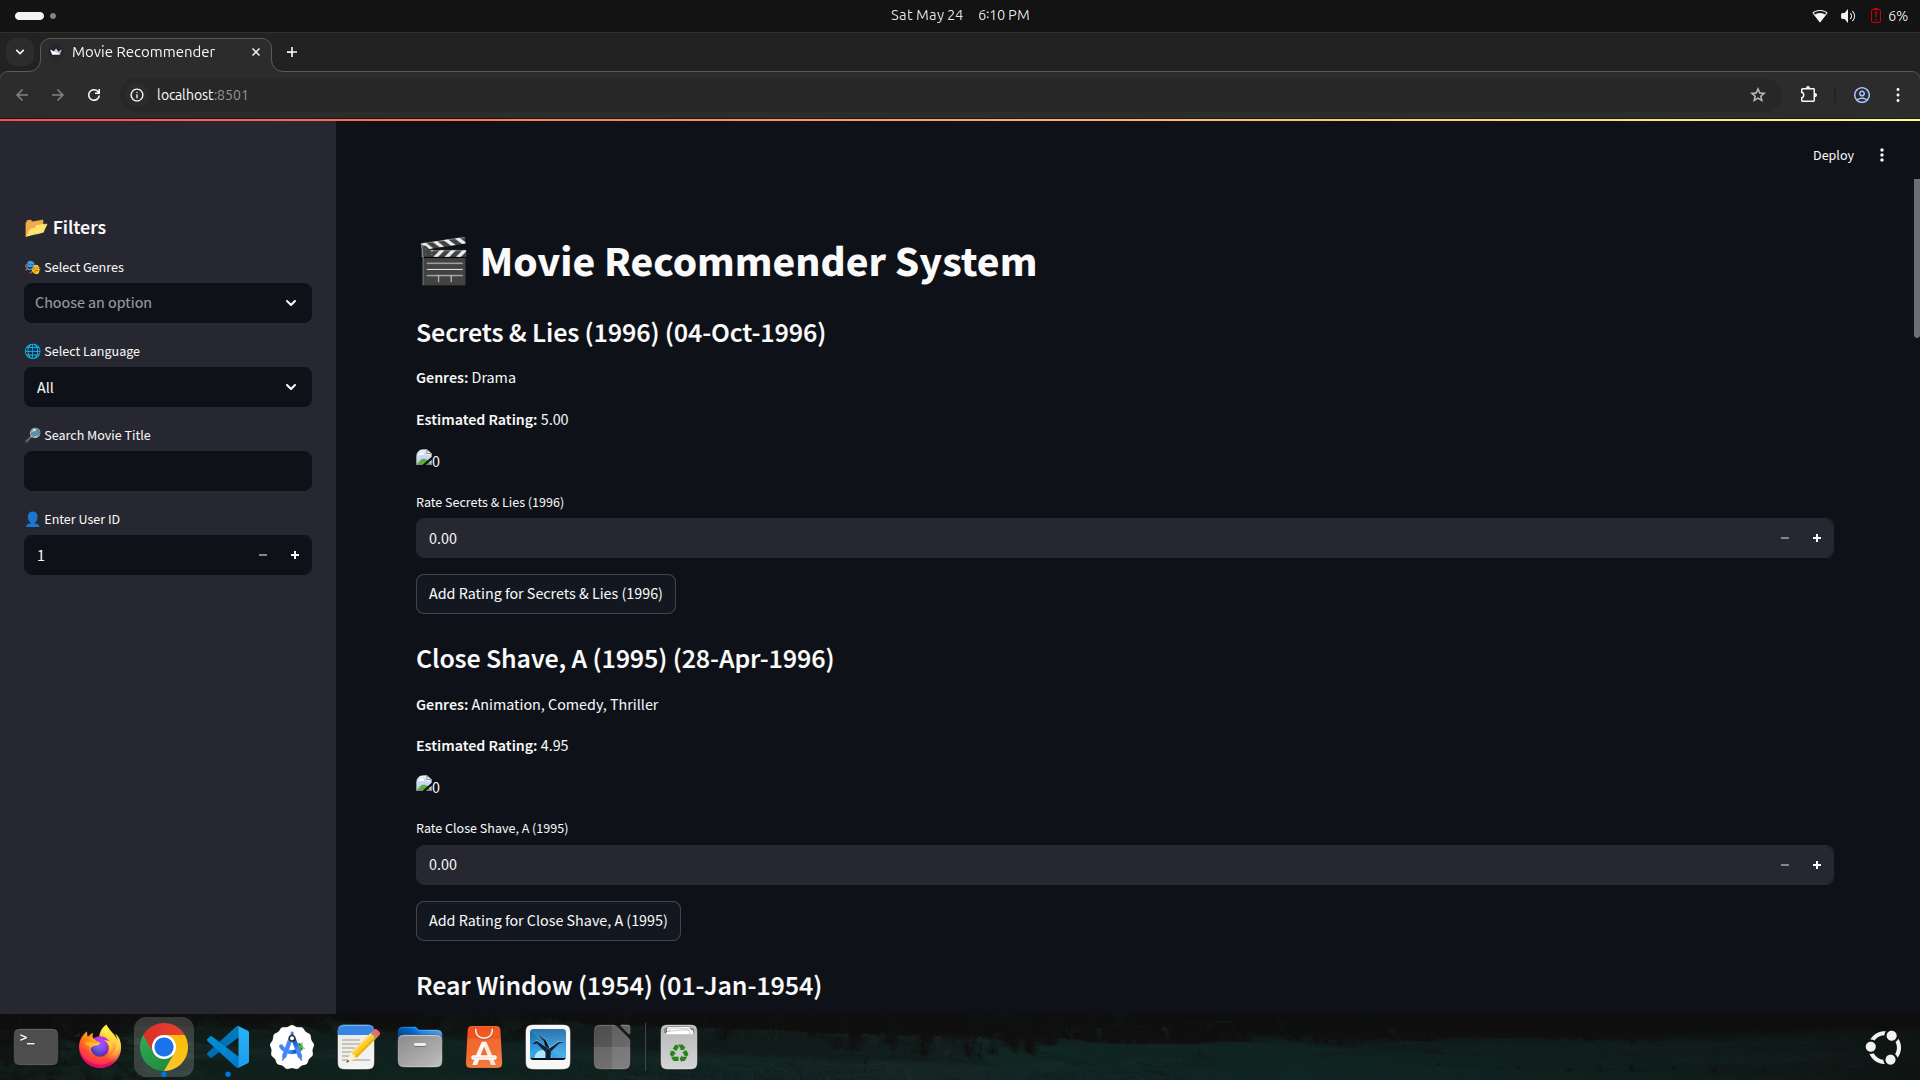 Sat May 24 6:10 PM
6%
Movie Recommender
localhost:8501
Deploy
📂 Filters
🎭 Select Genres
Choose an option
🌐 Select Language
All
🔎 Search Movie Title
👤 Enter User ID
1
🎬 Movie Recommender System
Secrets & Lies (1996) (04-Oct-1996)
Genres: Drama
Estimated Rating: 5.00
0
Rate Secrets & Lies (1996)
0.00
Add Rating for Secrets & Lies (1996)
Close Shave, A (1995) (28-Apr-1996)
Genres: Animation, Comedy, Thriller
Estimated Rating: 4.95
0
Rate Close Shave, A (1995)
0.00
Add Rating for Close Shave, A (1995)
Rear Window (1954) (01-Jan-1954)